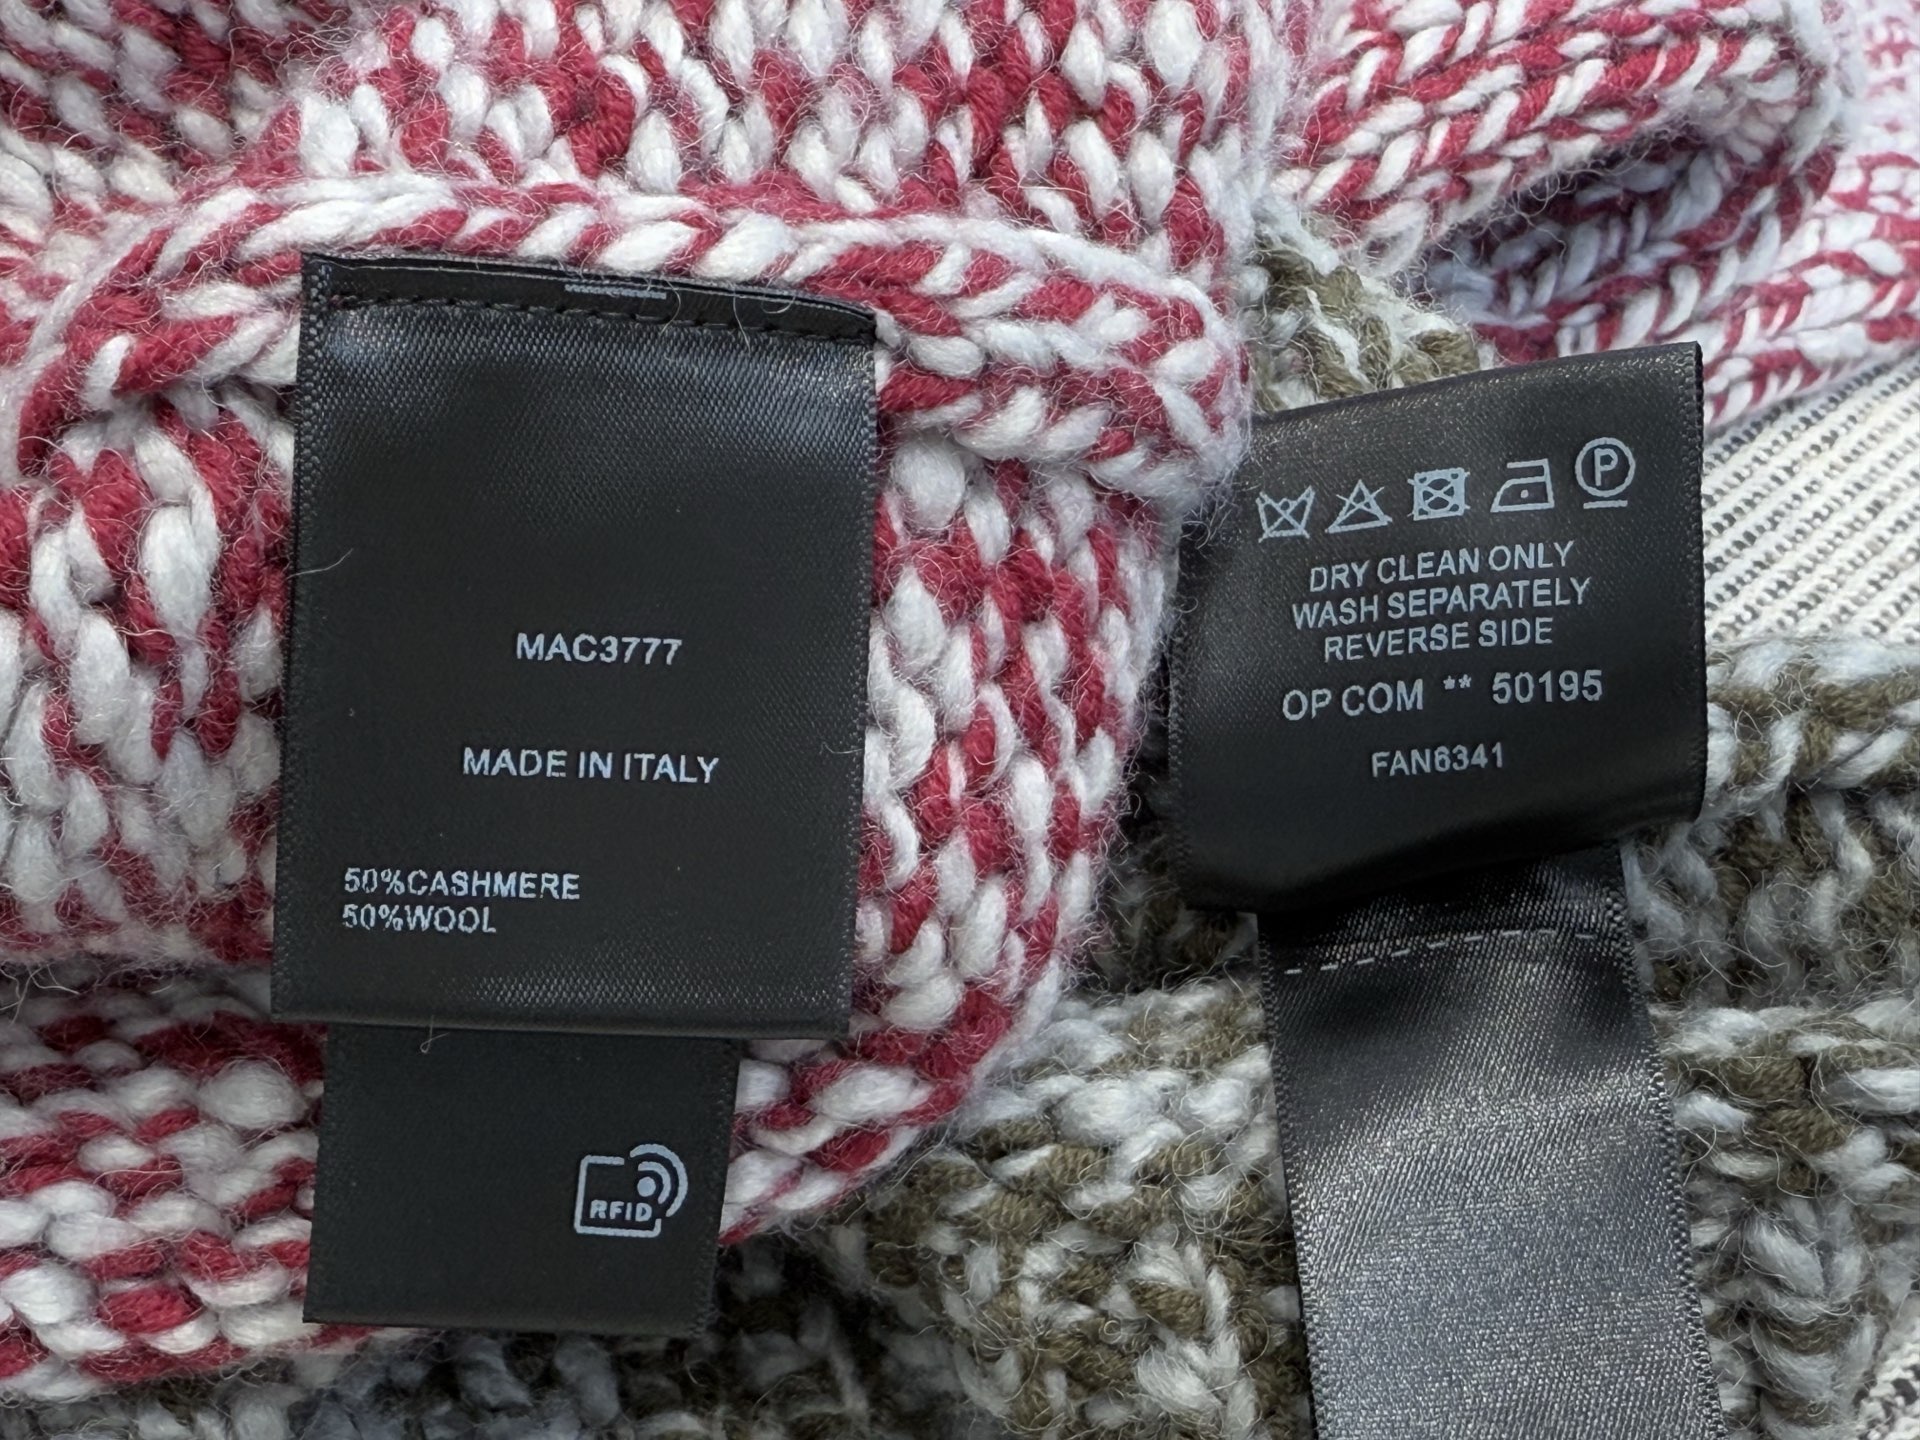 MAC3777
MADE IN ITALY
50%CASHMERE
50%WOOL
RFID
P
DRY CLEAN ONLY
WASH SEPARATELY
REVERSE SIDE
OP COM ** 50195
FAN6341